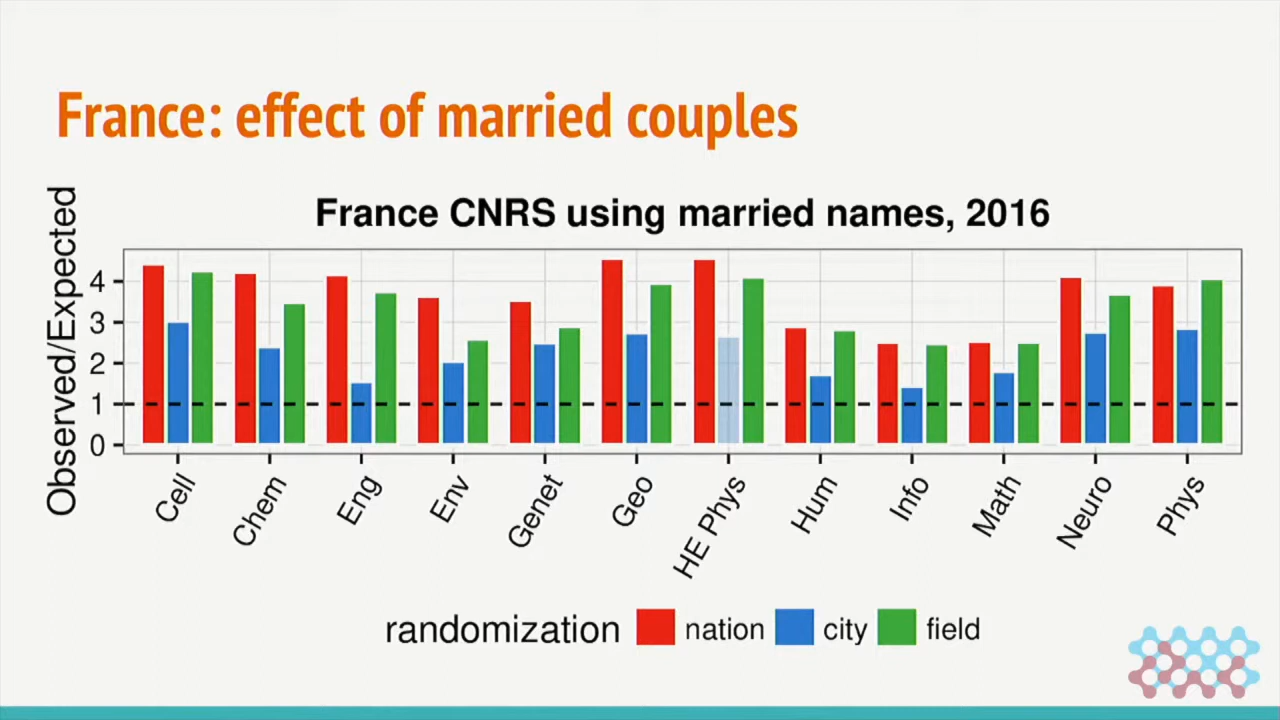 France: effect of married couples
France CNRS using married names, 2016
Observed/Expected
4
3
2
1
0
Cell
Chem
Eng
Env
Genet
Geo
HE Phys
Hum
Info
Math
Neuro
Phys
randomization nation city field